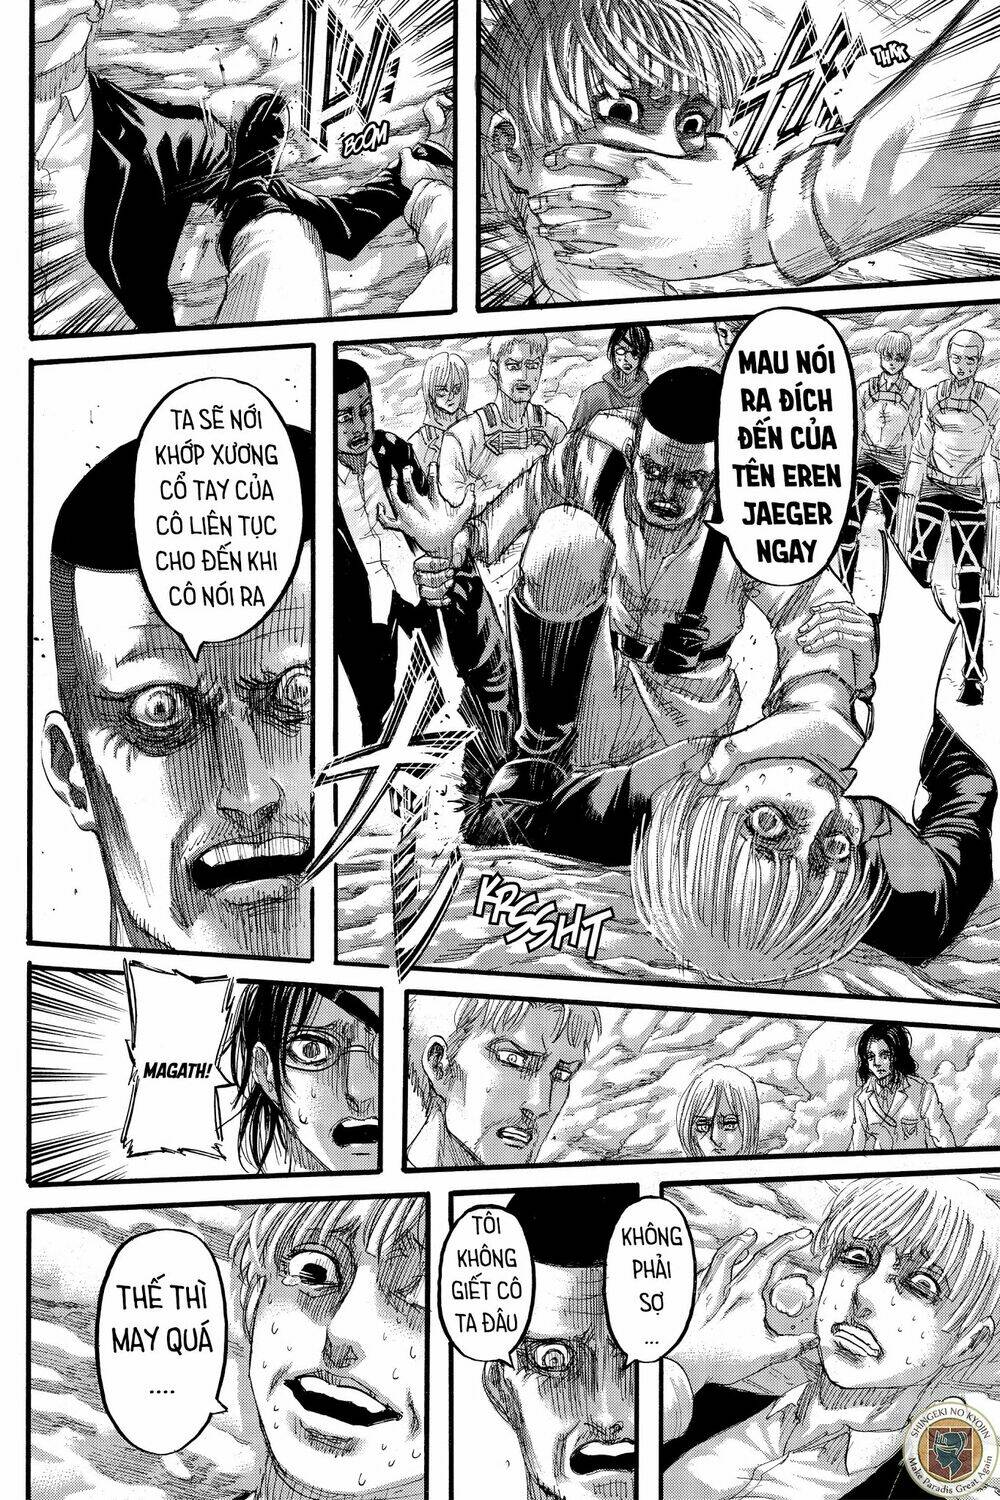 BOOM
THKK
MAU NÓI
RA ĐÍCH
ĐẾN CỦA
TÊN EREN
JAEGER
NGAY
TA SẼ NỚI
KHỚP XƯƠNG
CỔ TAY CỦA
CÔ LIÊN TỤC
CHO ĐẾN KHI
CÔ NÓI RA
KRSSHT
MAGATH!
THẾ THÌ
MAY QUÁ
....
TÔI
KHÔNG
GIẾT CÔ
TA ĐÂU
KHÔNG
PHẢI
SỢ
...
SHINGEKI NO KYOJIN
Make Paradis Great Again